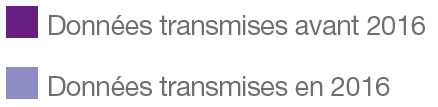 Données transmises avant 2016
Données transmises en 2016